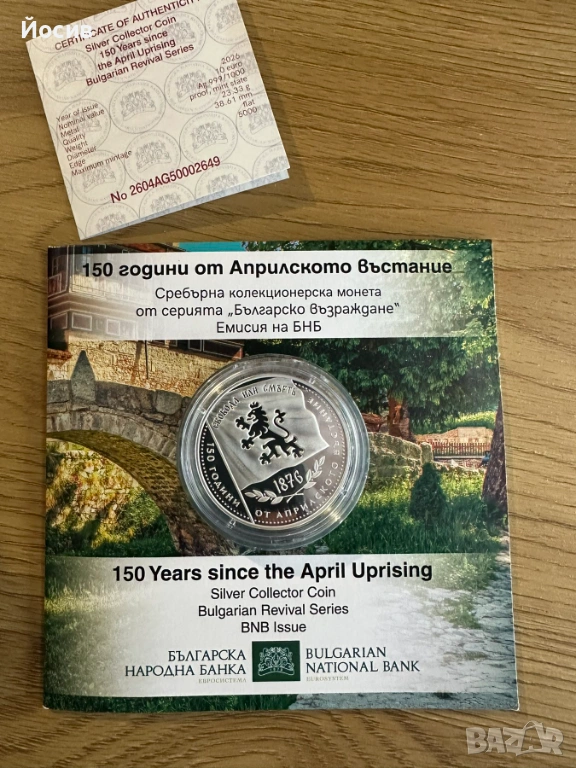 Йосив
CERTIFICATE OF AUTHENTICITY
Silver Collector Coin
150 Years since
the April Uprising
Bulgarian Revival Series
Year of issue 2026
Nominal value 10 euro
Metal Ag 999/1000
Quality proof, mint state
Weight 23.33 g
Diameter 38.61 mm
Edge flat
Maximum mintage 5000
No 2604AG50002649
150 години от Априлското въстание
Сребърна колекционерска монета
от серията „Българско възраждане“
Емисия на БНБ
СВОБОДА ИЛИ СМЪРТЬ
1876
150 ГОДИНИ ОТ АПРИЛСКОТО ВЪСТАНИЕ
150 Years since the April Uprising
Silver Collector Coin
Bulgarian Revival Series
BNB Issue
БЪЛГАРСКА
НАРОДНА БАНКА
ЕВРОСИСТЕМА
BULGARIAN
NATIONAL BANK
EUROSYSTEM
BAZAR